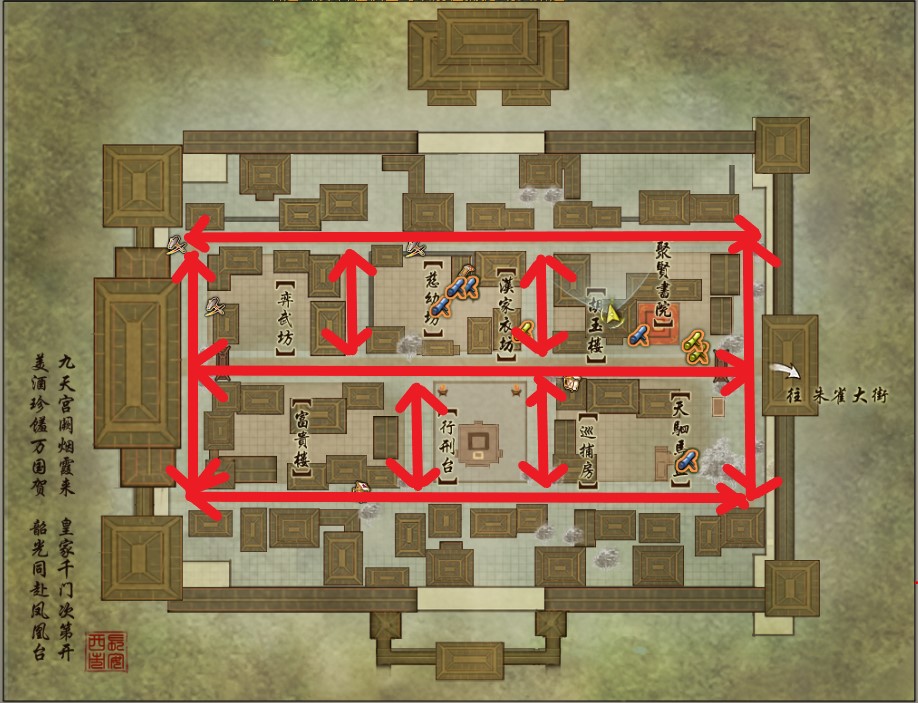 聚賢書院
弈武坊
慈幼坊
漢家衣坊
胡玉楼
富貴楼
行刑台
巡捕房
天駟馬
往 朱雀大街
九天宫阙烟霞来
美酒珍馐万国贺
皇家千门次第开
韶光同赴凤凰台
長安
西市